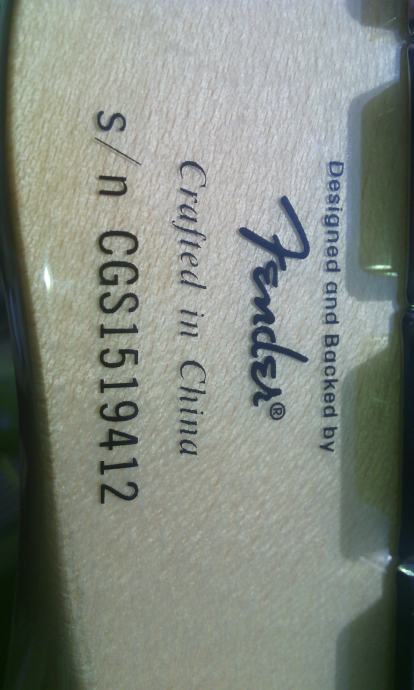 Designed and Backed by
Fender®
Crafted in China
s/n CGS1519412